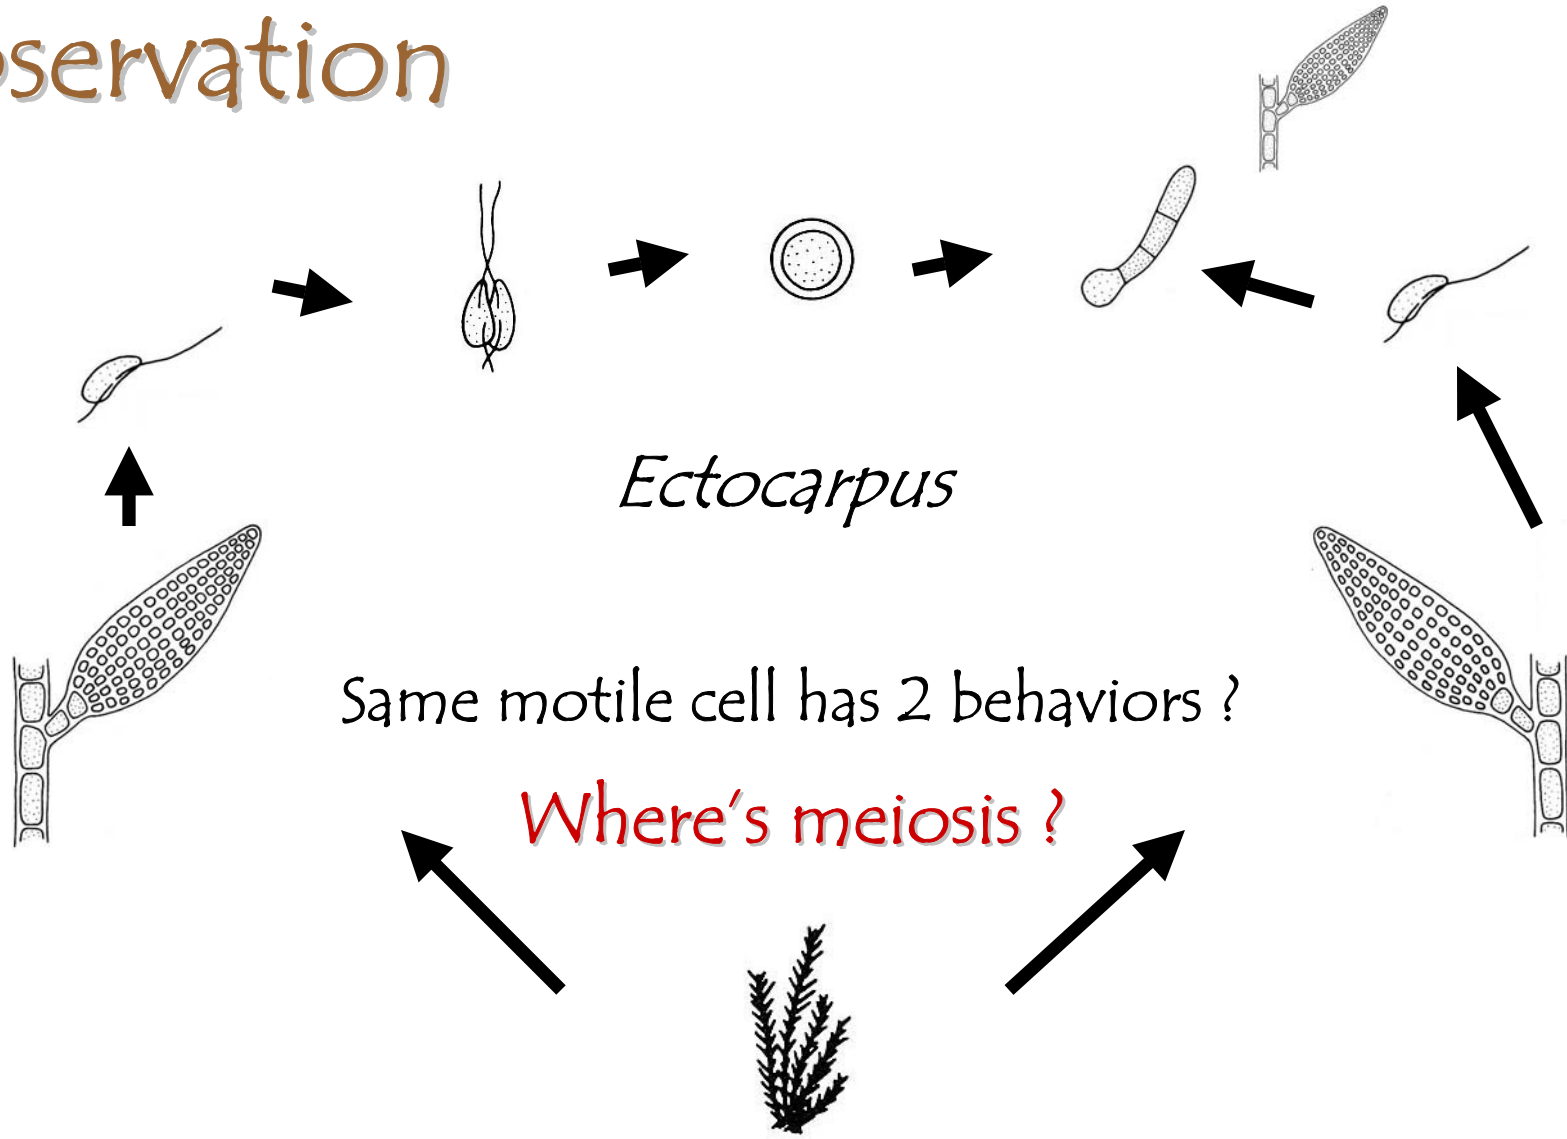 servation
Ectocarpus
Same motile cell has 2 behaviors ?
Where's meiosis ?